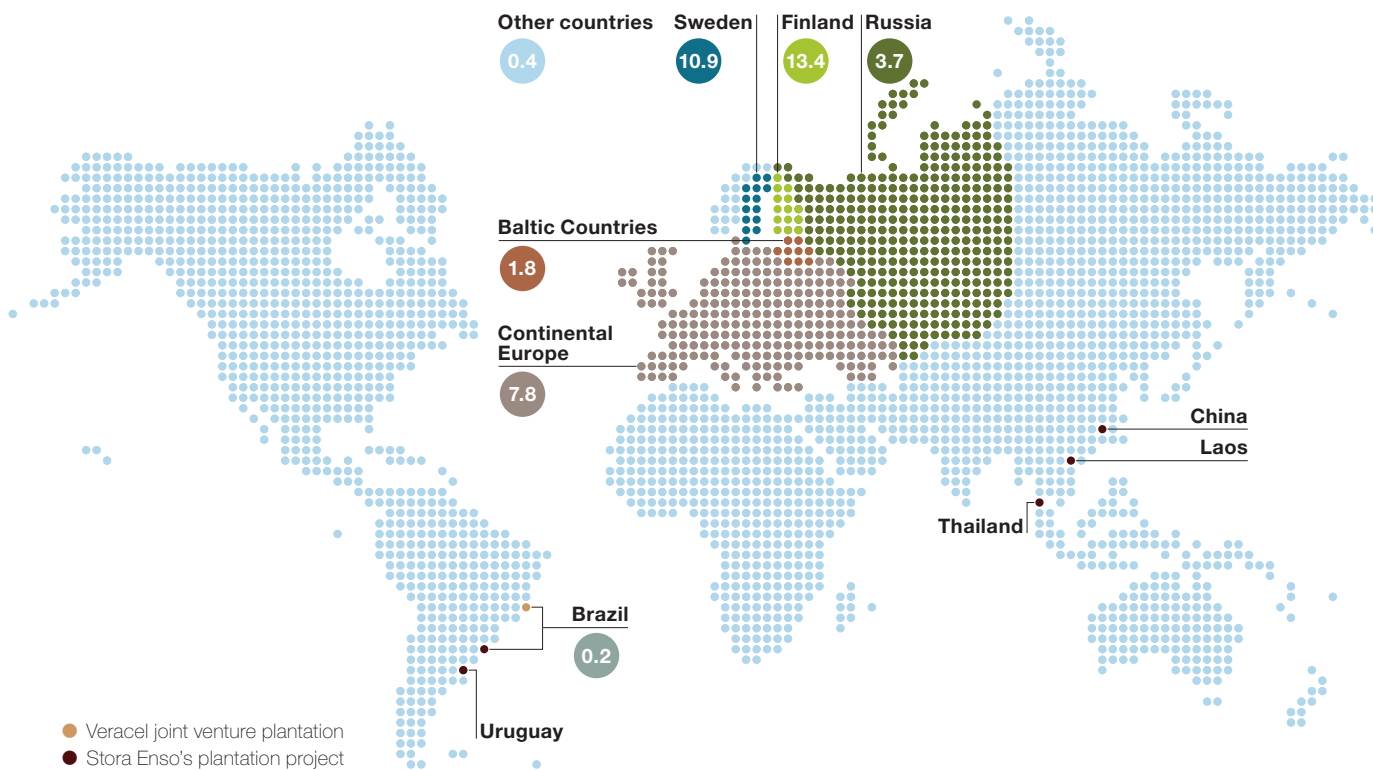 Other countries
0.4
Sweden
10.9
Finland
13.4
Russia
3.7
Baltic Countries
1.8
Continental
Europe
7.8
China
Laos
Thailand
Brazil
0.2
Uruguay
Veracel joint venture plantation
Stora Enso’s plantation project